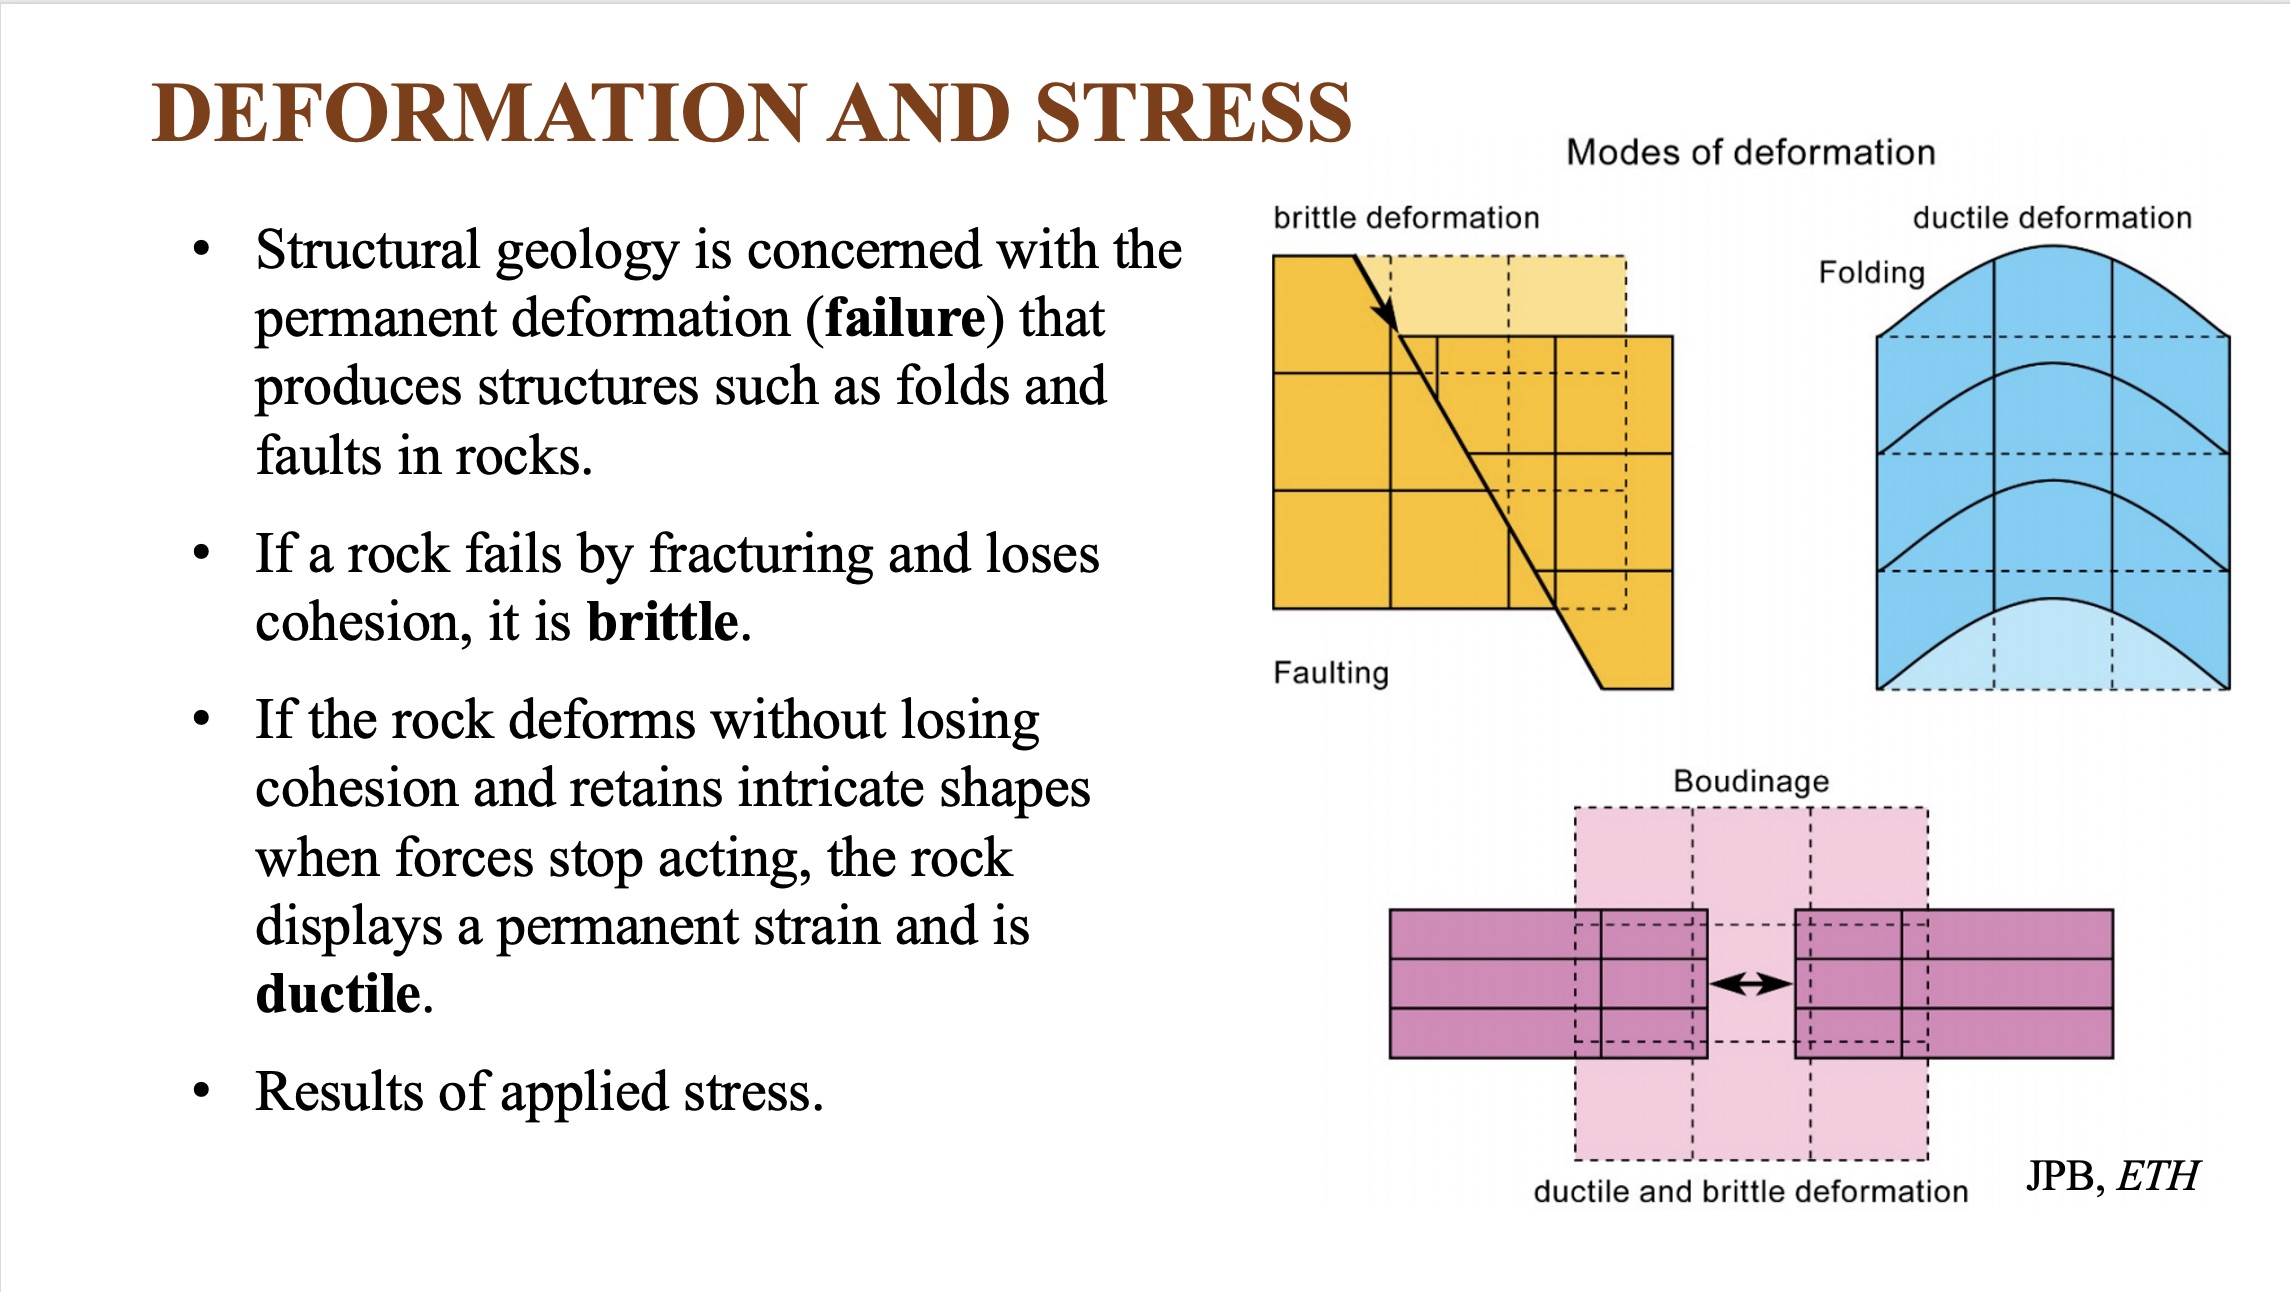 DEFORMATION AND STRESS
• Structural geology is concerned with the
permanent deformation (failure) that
produces structures such as folds and
faults in rocks.
• If a rock fails by fracturing and loses
cohesion, it is brittle.
• If the rock deforms without losing
cohesion and retains intricate shapes
when forces stop acting, the rock
displays a permanent strain and is
ductile.
• Results of applied stress.
Modes of deformation
brittle deformation
Faulting
ductile deformation
Folding
Boudinage
ductile and brittle deformation
JPB, ETH